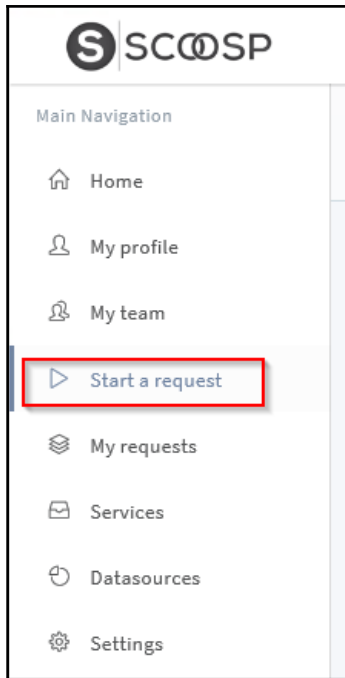 S SCOOSP
Main Navigation
Home
My profile
My team
Start a request
My requests
Services
Datasources
Settings